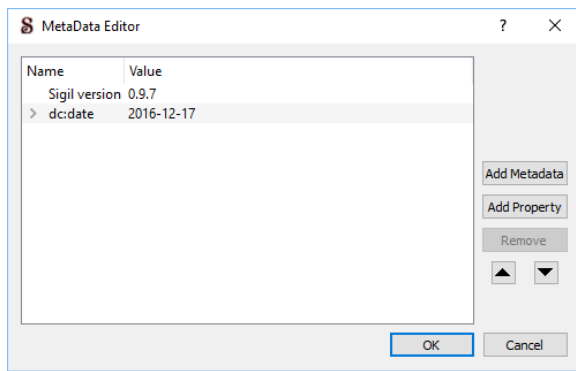 S MetaData Editor ?
Name Value
Sigil version 0.9.7
dc:date 2016-12-17
Add Metadata
Add Property
Remove
OK Cancel